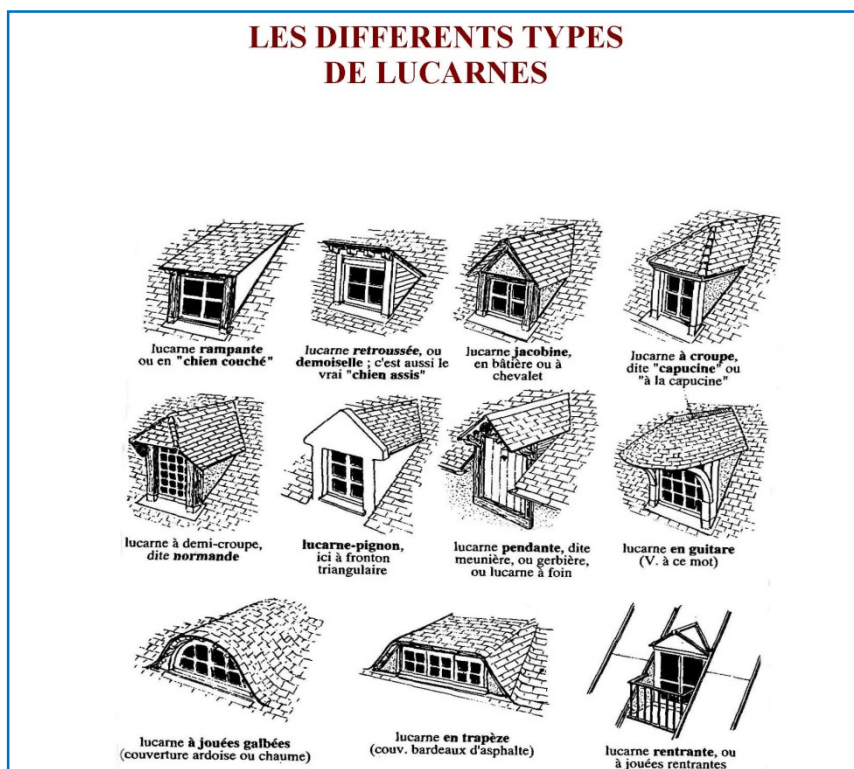 LES DIFFERENTS TYPES
DE LUCARNES
lucarne rampante
ou en "chien couché"
lucarne retroussée, ou
demoiselle ; c'est aussi le
vrai "chien assis"
lucarne jacobine,
en bâtière ou à
chevalet
lucarne à croupe,
dite "capucine" ou
"à la capucine"
lucarne à demi-croupe,
dite normande
lucarne-pignon,
ici à fronton
triangulaire
lucarne pendante, dite
meunière, ou gerbière,
ou lucarne à foin
lucarne en guitare
(V. à ce mot)
lucarne à jouées galbées
(couverture ardoise ou chaume)
lucarne en trapèze
(couv. bardeaux d'asphalte)
lucarne rentrante, ou
à jouées rentrantes